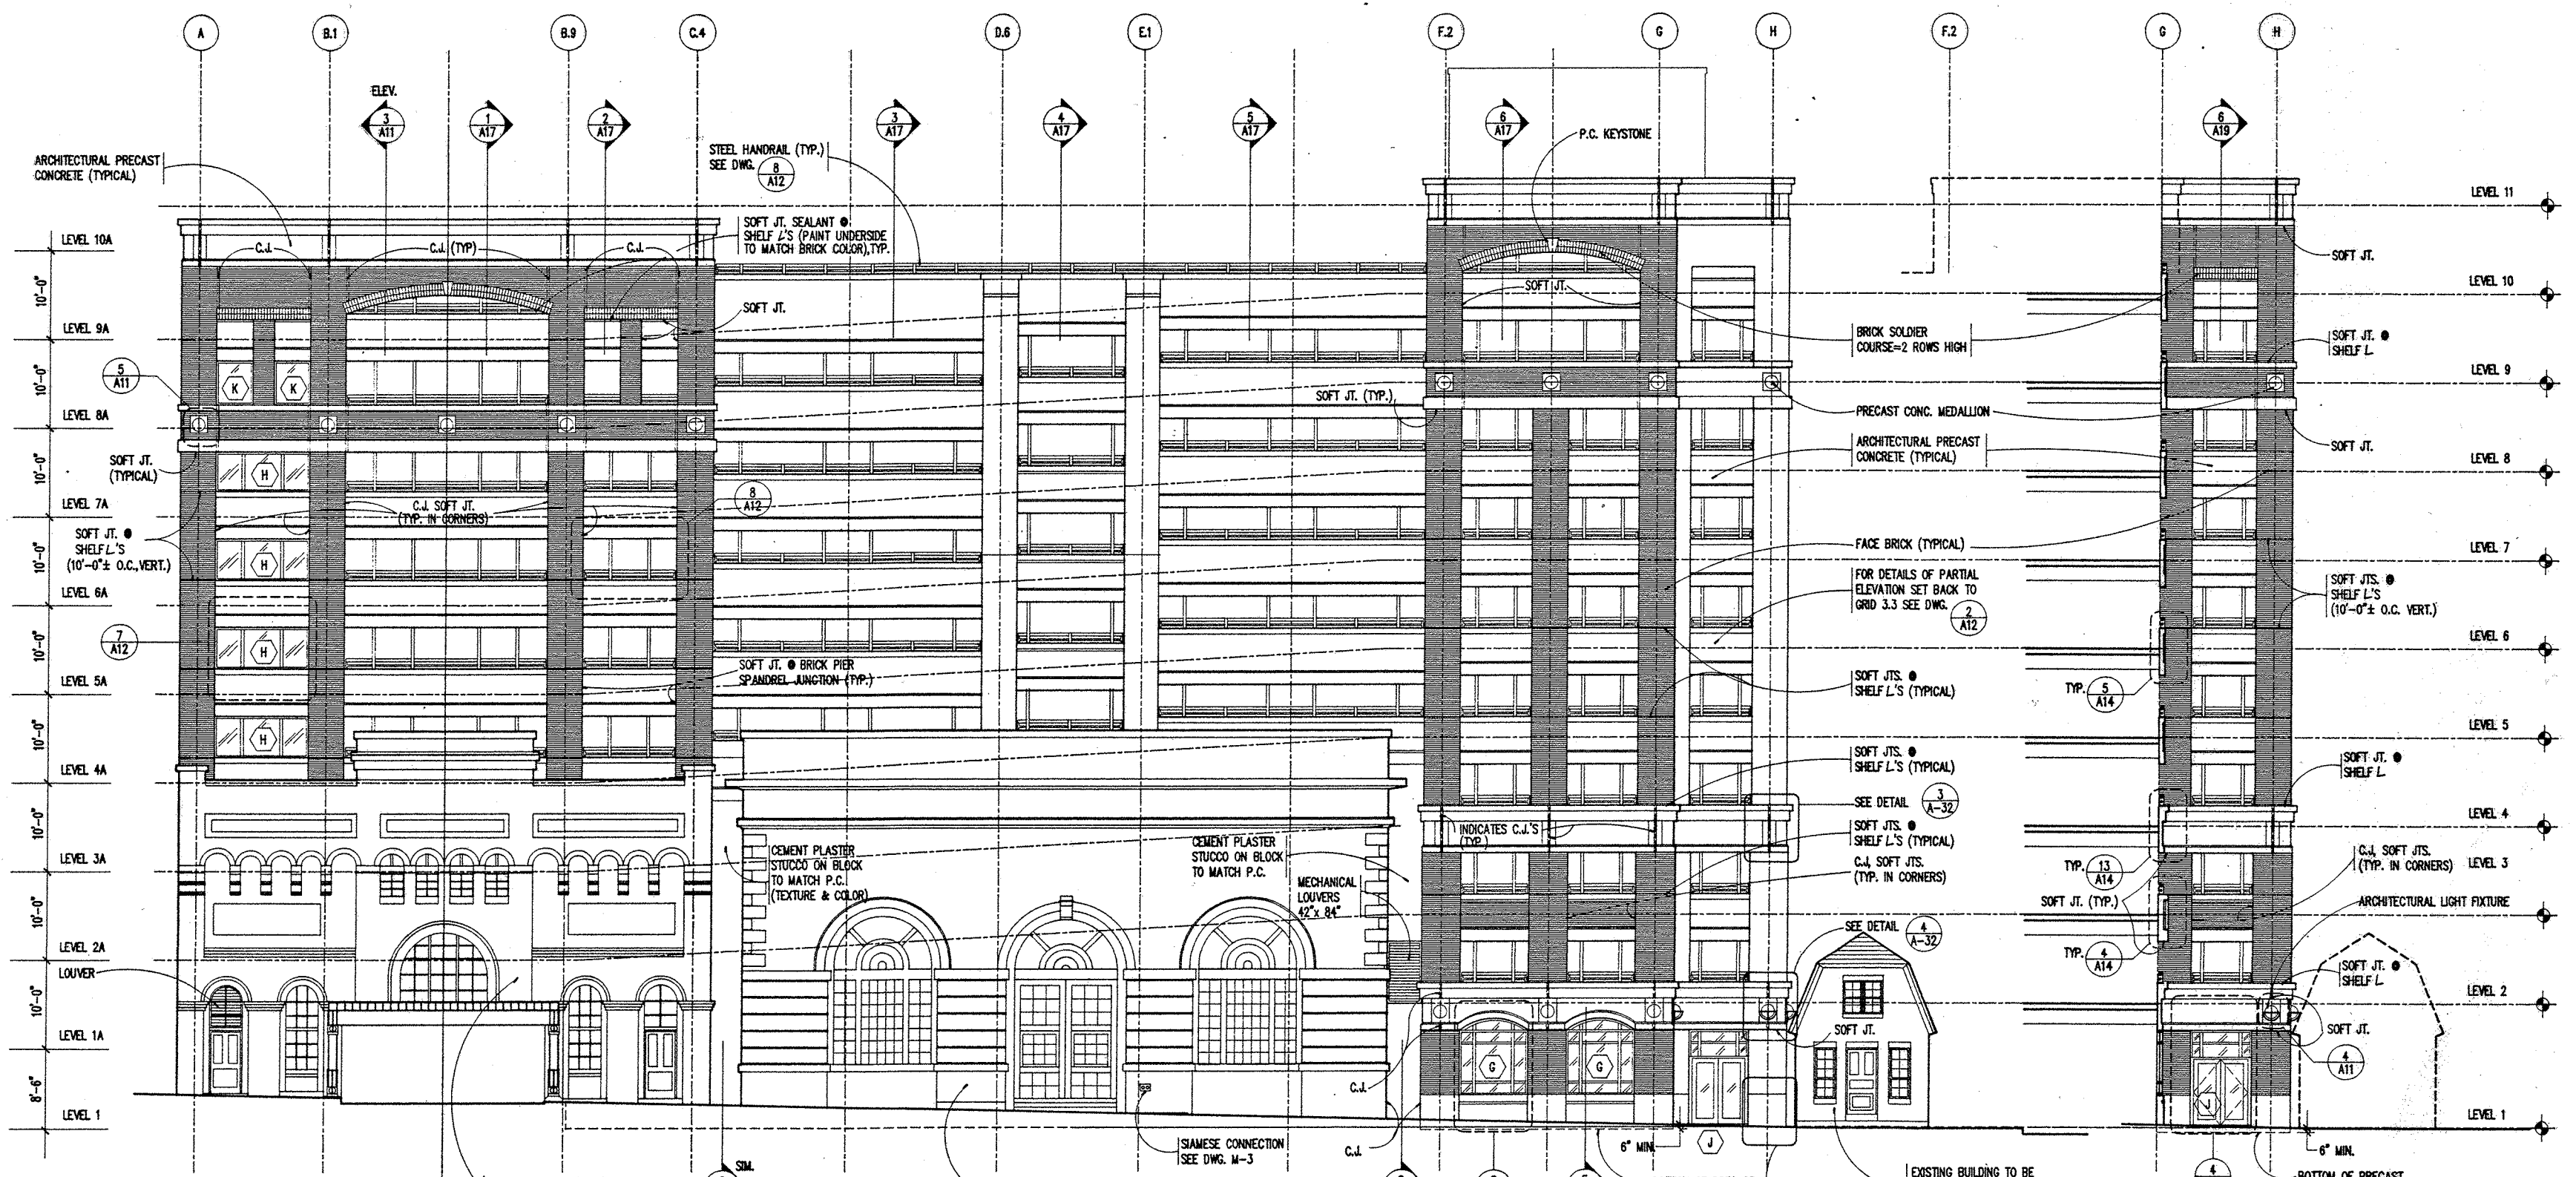 A
B.1
B.9
C.4
D.6
E.1
F.2
G
H
F.2
G
H
ELEV.
3
A11
1
A17
2
A17
3
A17
4
A17
5
A17
6
A17
6
A19
P.C. KEYSTONE
ARCHITECTURAL PRECAST
CONCRETE (TYPICAL)
STEEL HANDRAIL (TYP.)
SEE DWG.
8
A12
SOFT JT. SEALANT @
SHELF L'S (PAINT UNDERSIDE
TO MATCH BRICK COLOR),TYP.
C.J.
C.J. (TYP)
C.J.
LEVEL 10A
LEVEL 9A
LEVEL 8A
LEVEL 7A
LEVEL 6A
LEVEL 5A
LEVEL 4A
LEVEL 3A
LEVEL 2A
LEVEL 1A
LEVEL 1
10'-0"
10'-0"
10'-0"
10'-0"
10'-0"
10'-0"
10'-0"
10'-0"
10'-0"
8'-6"
5
A11
K
K
SOFT JT.
SOFT JT.
(TYPICAL)
H
H
H
H
C.J. SOFT JT.
(TYP. IN CORNERS)
8
A12
SOFT JT. @
SHELF L'S
(10'-0"± O.C.,VERT.)
7
A12
SOFT JT. @ BRICK PIER
SPANDREL JUNCTION (TYP.)
LOUVER
CEMENT PLASTER
STUCCO ON BLOCK
TO MATCH P.C.
(TEXTURE & COLOR)
CEMENT PLASTER
STUCCO ON BLOCK
TO MATCH P.C.
MECHANICAL
LOUVERS
42"x 84"
SIAMESE CONNECTION
SEE DWG. M-3
SIM.
SOFT JT.
SOFT JT. (TYP.)
INDICATES C.J.'S
(TYP.)
C.J.
C.J.
G
G
J
6" MIN.
SOFT JT.
BRICK SOLDIER
COURSE=2 ROWS HIGH
PRECAST CONC. MEDALLION
ARCHITECTURAL PRECAST
CONCRETE (TYPICAL)
FACE BRICK (TYPICAL)
FOR DETAILS OF PARTIAL
ELEVATION SET BACK TO
GRID 3.3 SEE DWG.
2
A12
SOFT JTS. @
SHELF L'S (TYPICAL)
SOFT JTS. @
SHELF L'S (TYPICAL)
SEE DETAIL
3
A-32
SOFT JTS. @
SHELF L'S (TYPICAL)
C.J, SOFT JTS.
(TYP. IN CORNERS)
SEE DETAIL
4
A-32
EXISTING BUILDING TO BE
TYP.
5
A14
TYP.
13
A14
SOFT JT. (TYP.)
TYP.
4
A14
SOFT JT.
SOFT JT. @
SHELF L
SOFT JT.
SOFT JTS. @
SHELF L'S
(10'-0"± O.C. VERT.)
SOFT JT. @
SHELF L
C.J, SOFT JTS.
(TYP. IN CORNERS)
ARCHITECTURAL LIGHT FIXTURE
SOFT JT. @
SHELF L
SOFT JT.
4
A11
J
6" MIN.
4
BOTTOM OF PRECAST
LEVEL 11
LEVEL 10
LEVEL 9
LEVEL 8
LEVEL 7
LEVEL 6
LEVEL 5
LEVEL 4
LEVEL 3
LEVEL 2
LEVEL 1